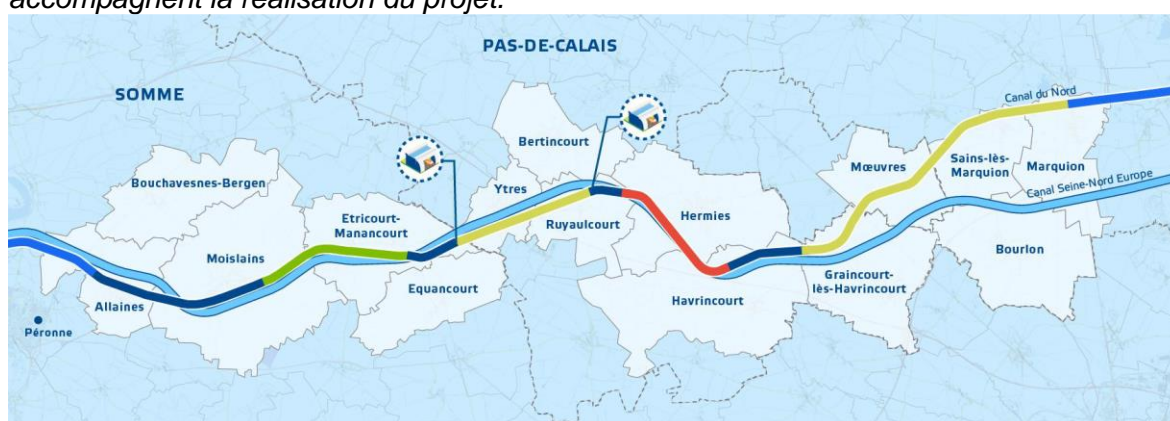 accompagnent la réalisation du projet.
PAS-DE-CALAIS
SOMME
Canal du Nord
Bertincourt
Mœuvres
Sains-lès-
Marquion
Marquion
Bouchavesnes-Bergen
Ytres
Canal Seine-Nord Europe
Etricourt-
Manancourt
Ruyaulcourt
Hermies
Moislains
Bourlon
Equancourt
Graincourt-
lès-Havrincourt
Allaines
Havrincourt
Péronne